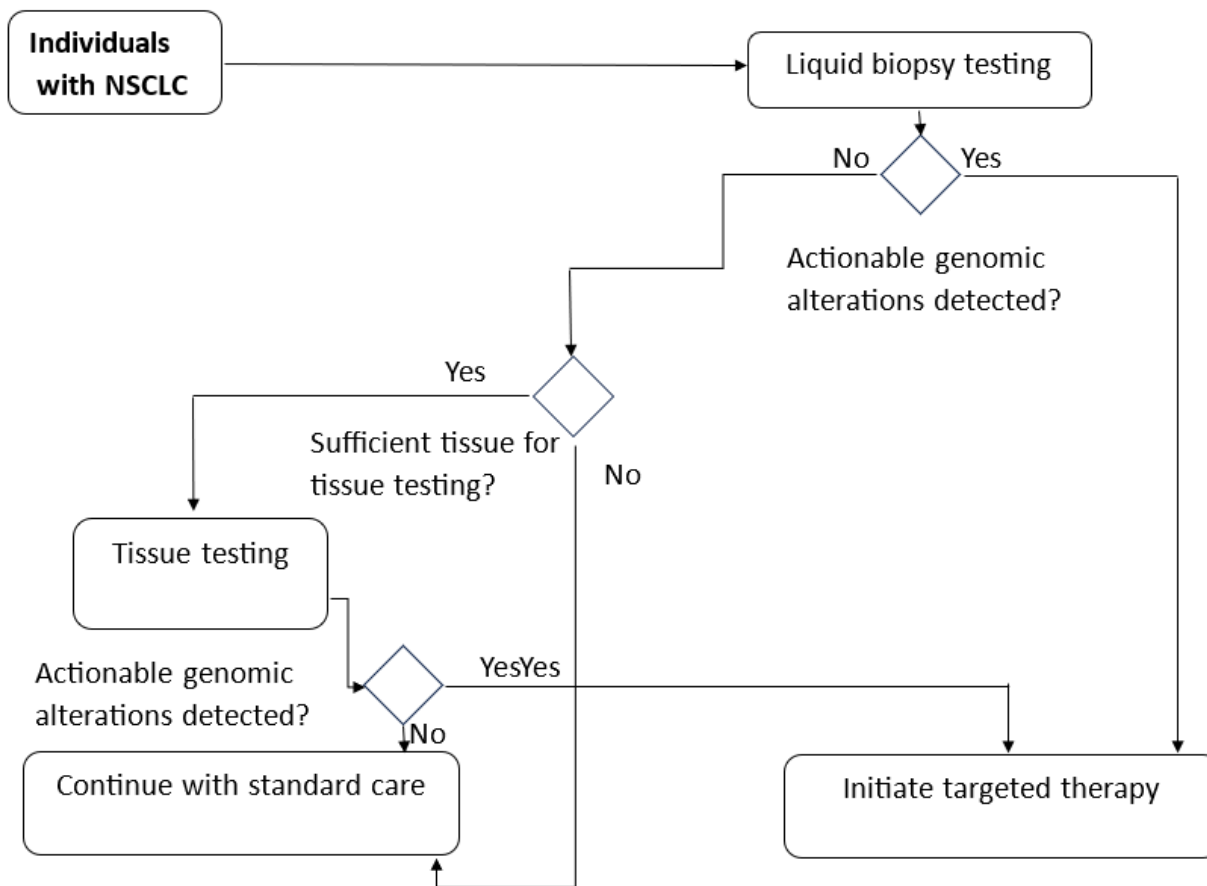 Individuals
with NSCLC
Liquid biopsy testing
No
Yes
Actionable genomic
alterations detected?
Yes
Sufficient tissue for
tissue testing?
No
Tissue testing
Actionable genomic
alterations detected?
YesYes
No
Continue with standard care
Initiate targeted therapy